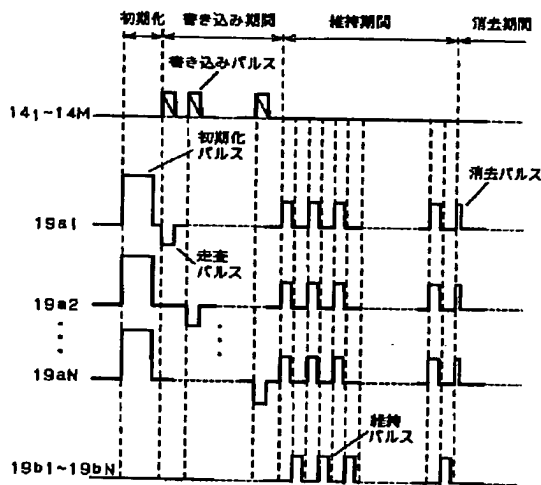 初期化 書き込み期間 維持期間 消去期間
書き込みパルス
14₁~14M
初期化
パルス
消去パルス
19a1
走査
パルス
19a2
19aN
維持
パルス
19b1~19bN